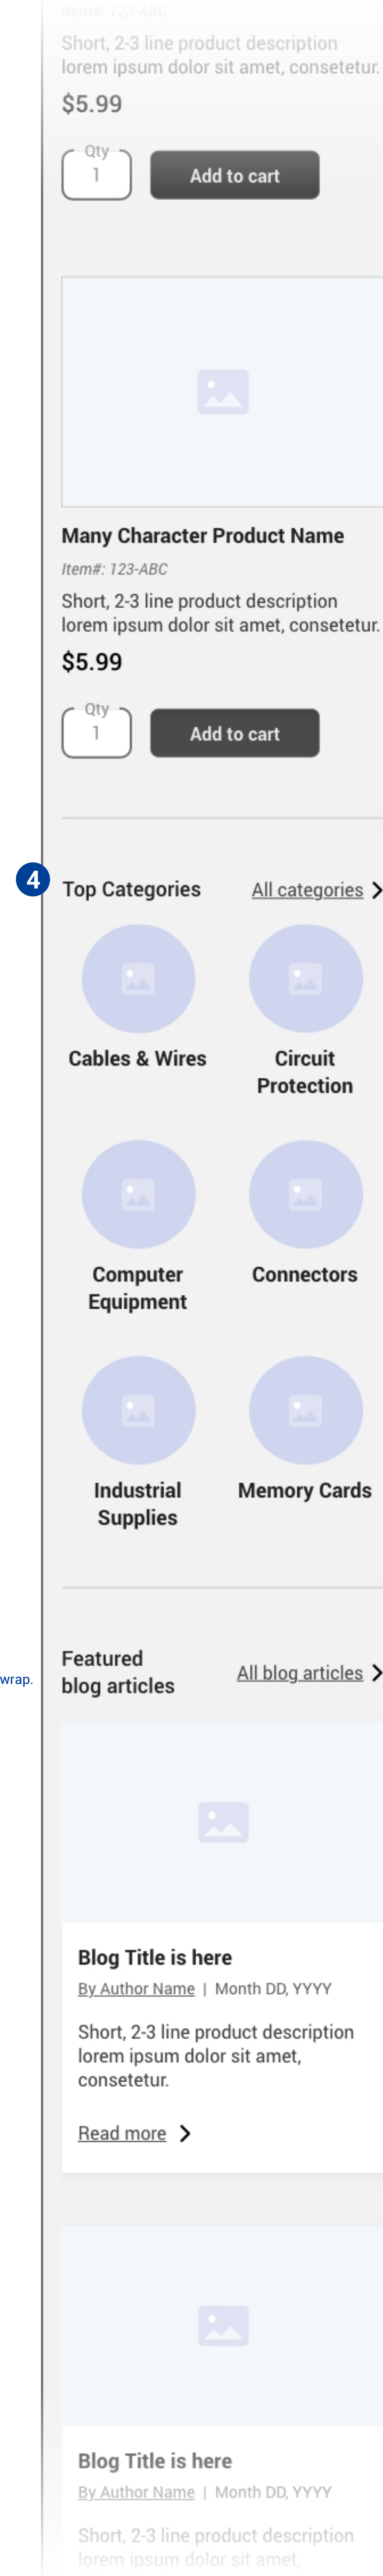 Item#: 123-ABC
Short, 2-3 line product description
lorem ipsum dolor sit amet, consetetur.
$5.99
Qty
1
Add to cart
Many Character Product Name
Item#: 123-ABC
Short, 2-3 line product description
lorem ipsum dolor sit amet, consetetur.
$5.99
Qty
1
Add to cart
4
Top Categories
All categories
Cables & Wires
Circuit
Protection
Computer
Equipment
Connectors
Industrial
Supplies
Memory Cards
wrap.
Featured
blog articles
All blog articles
Blog Title is here
By Author Name | Month DD, YYYY
Short, 2-3 line product description
lorem ipsum dolor sit amet,
consetetur.
Read more
Blog Title is here
By Author Name | Month DD, YYYY
Short, 2-3 line product description
lorem ipsum dolor sit amet,